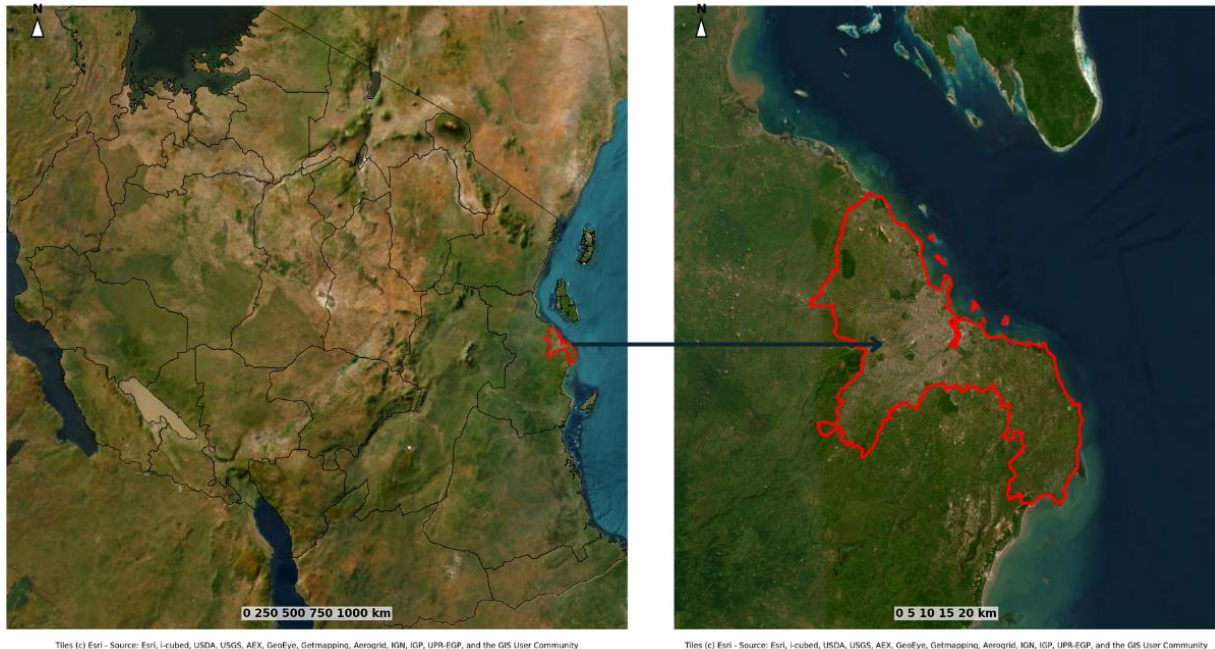 N
N
0 250 500 750 1000 km
0 5 10 15 20 km
Tiles (c) Esri - Source: Esri, i-cubed, USDA, USGS, AEX, GeoEye, Getmapping, Aerogrid, IGN, IGP, UPR-EGP, and the GIS User Community
Tiles (c) Esri - Source: Esri, i-cubed, USDA, USGS, AEX, GeoEye, Getmapping, Aerogrid, IGN, IGP, UPR-EGP, and the GIS User Community